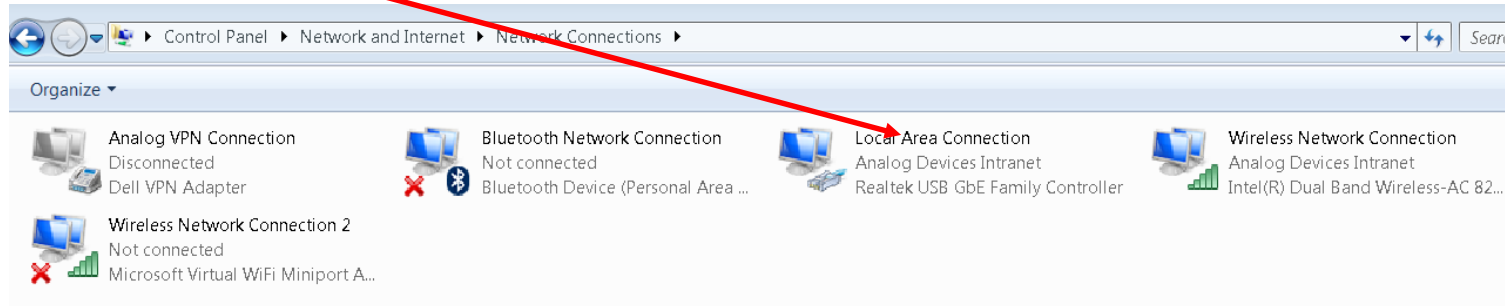 Control Panel ▸ Network and Internet ▸ Network Connections ▸
Organize
Analog VPN Connection
Disconnected
Dell VPN Adapter
Bluetooth Network Connection
Not connected
Bluetooth Device (Personal Area ...
Local Area Connection
Analog Devices Intranet
Realtek USB GbE Family Controller
Wireless Network Connection
Analog Devices Intranet
Intel(R) Dual Band Wireless-AC 82...
Wireless Network Connection 2
Not connected
Microsoft Virtual WiFi Miniport A...